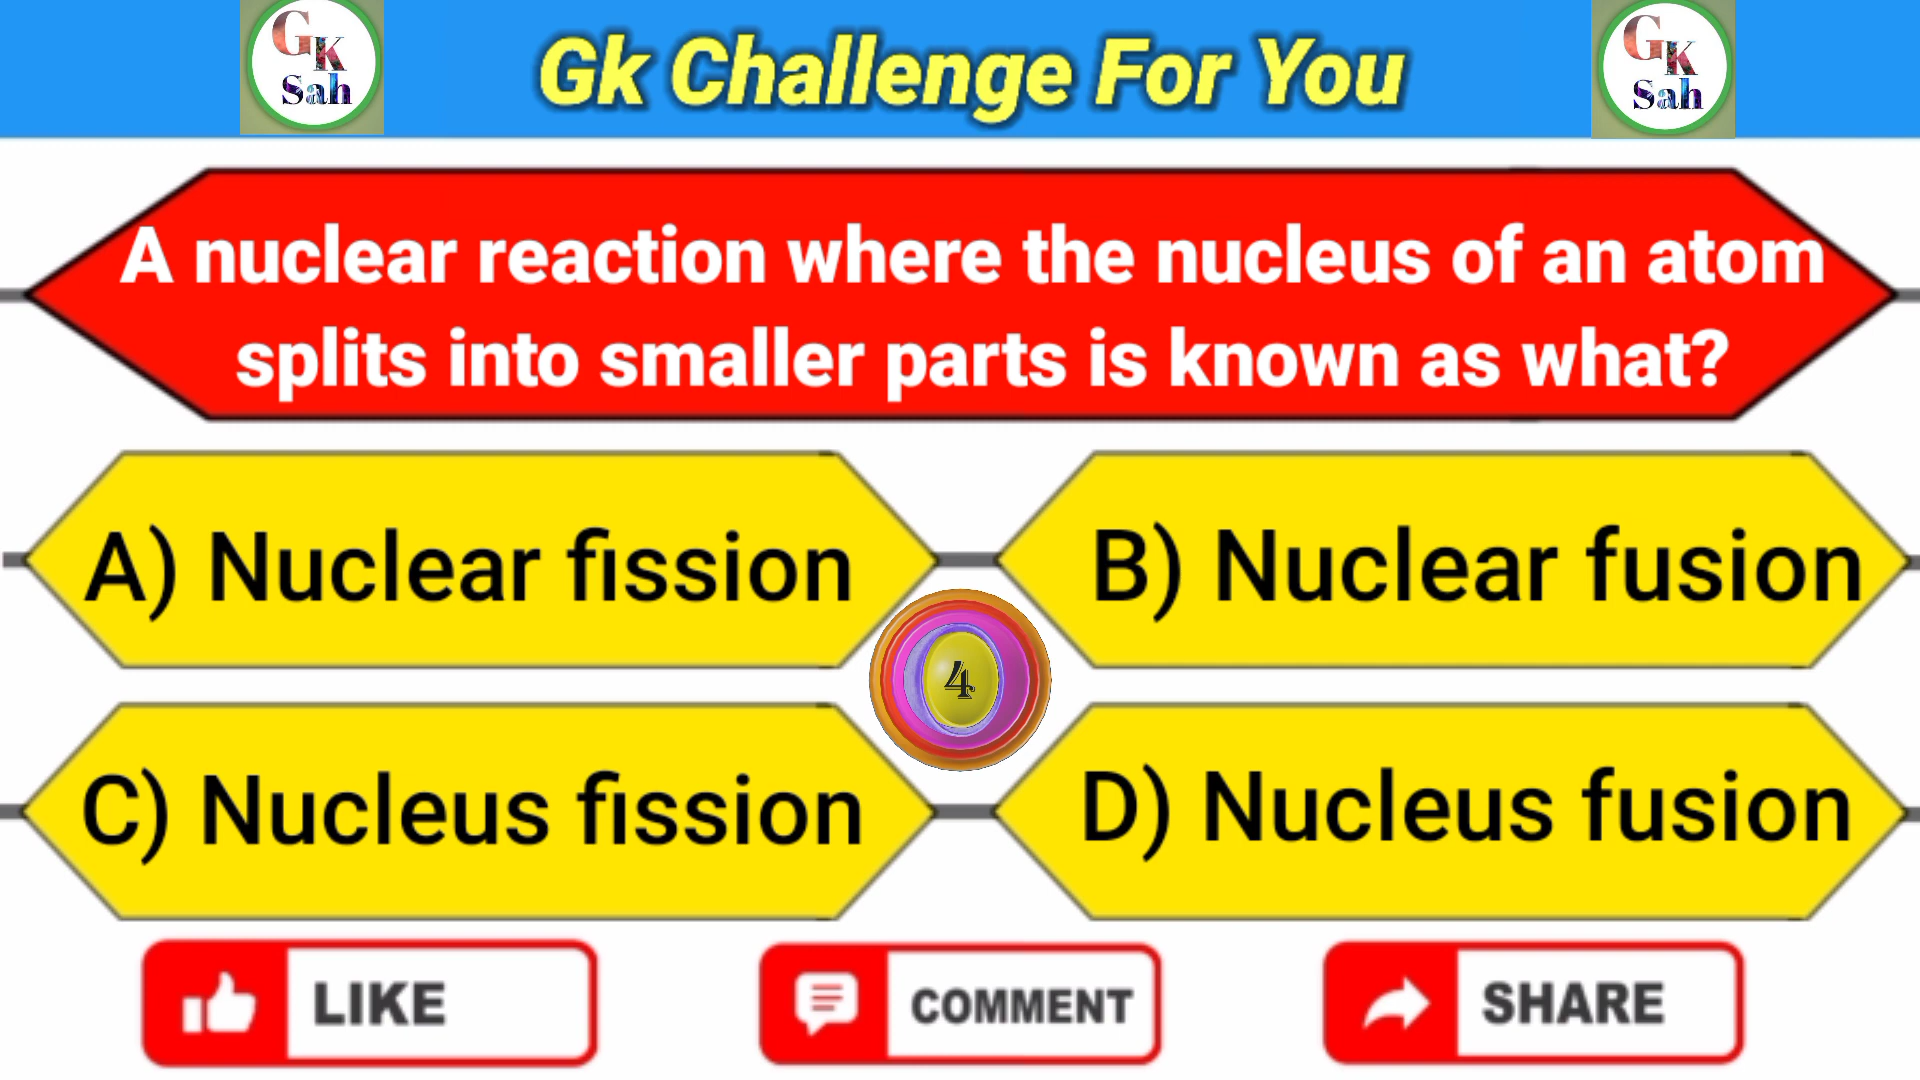 GK
Sah
Gk Challenge For You
GK
Sah
A nuclear reaction where the nucleus of an atom
splits into smaller parts is known as what?
A) Nuclear fission
B) Nuclear fusion
4
C) Nucleus fission
D) Nucleus fusion
LIKE
COMMENT
SHARE